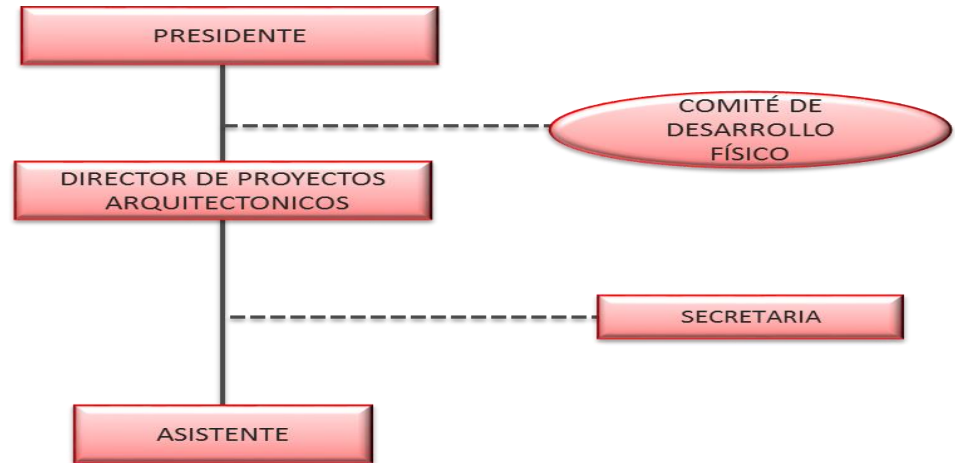 PRESIDENTE
COMITÉ DE
DESARROLLO
FÍSICO
DIRECTOR DE PROYECTOS
ARQUITECTONICOS
SECRETARIA
ASISTENTE